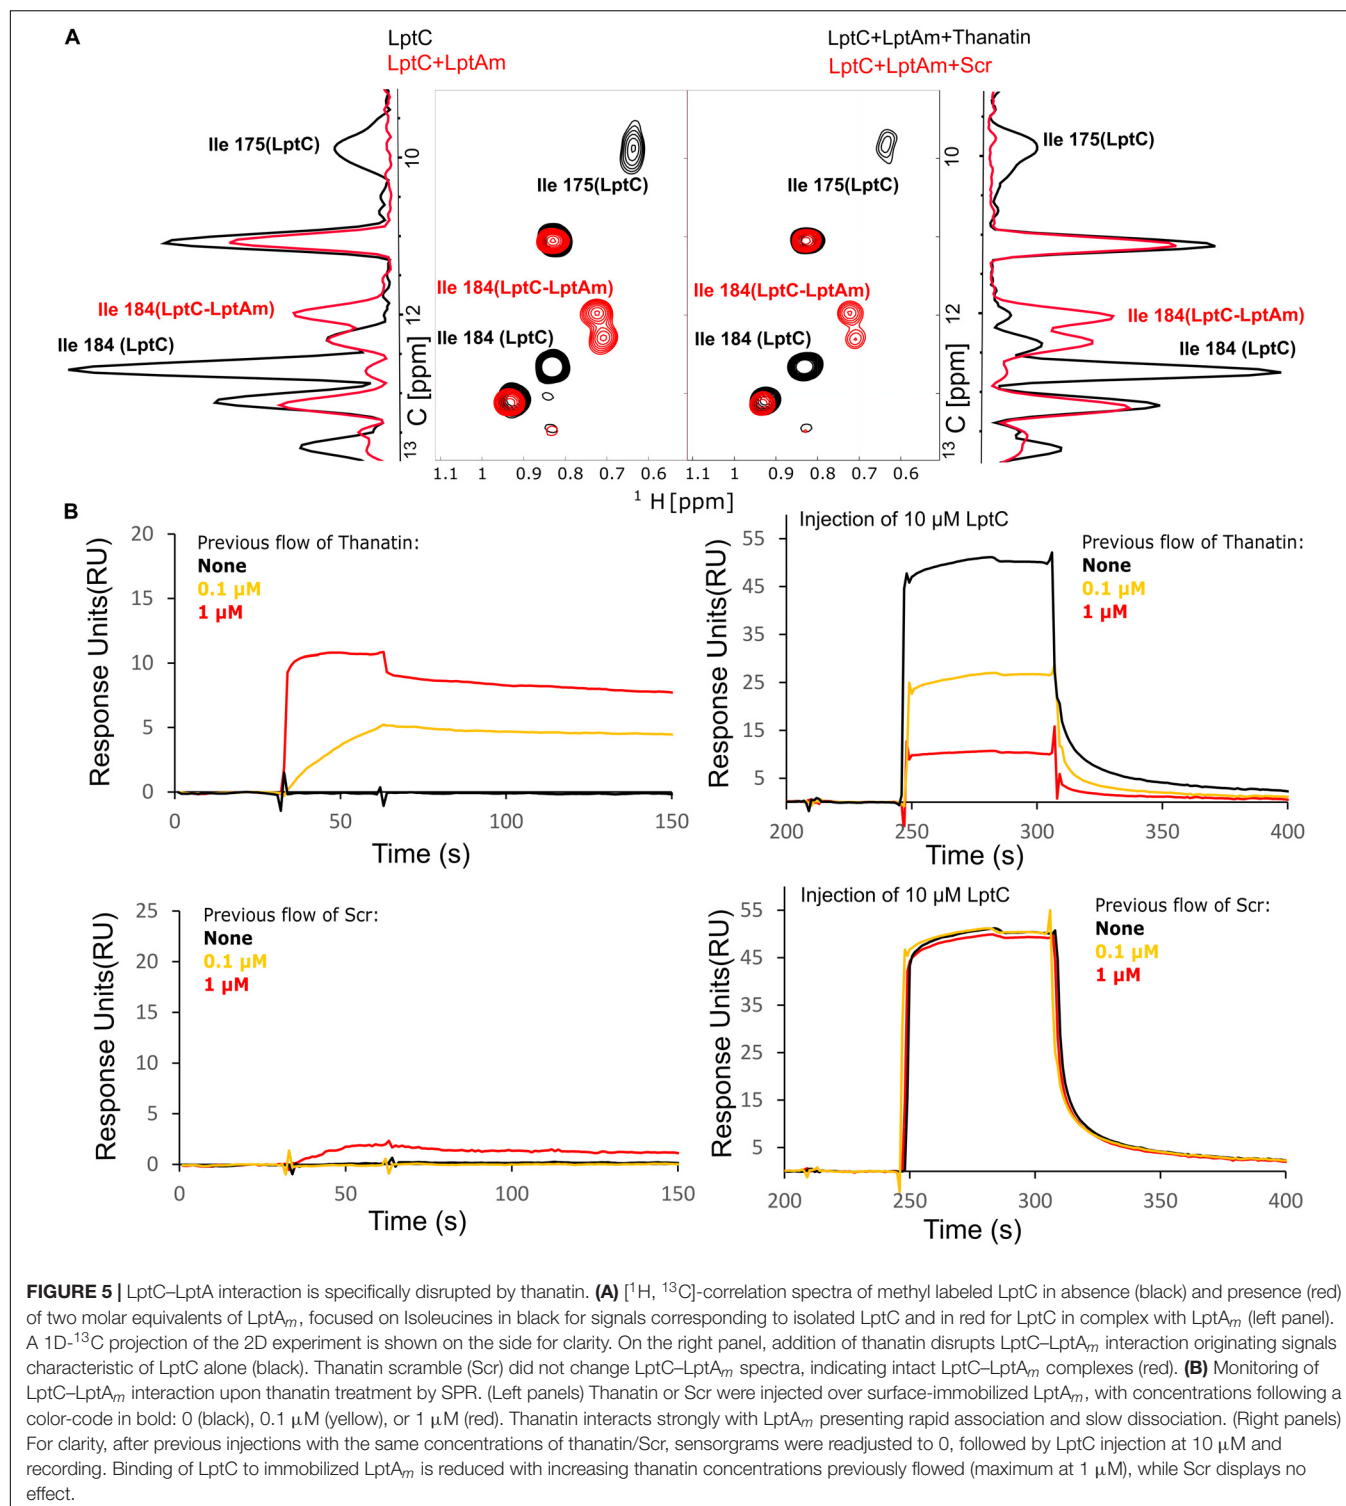 A
LptC
LptC+LptAm
LptC+LptAm+Thanatin
LptC+LptAm+Scr
Ile 175(LptC)
Ile 184(LptC-LptAm)
Ile 184 (LptC)
10
12
13 C [ppm]
Ile 175(LptC)
Ile 184(LptC-LptAm)
Ile 184 (LptC)
1.1 1 0.9 0.8 0.7 0.6
Ile 175(LptC)
Ile 184(LptC-LptAm)
Ile 184 (LptC)
1.1 1 0.9 0.8 0.7 0.6
1 H [ppm]
10
12
13 C [ppm]
Ile 175(LptC)
Ile 184(LptC-LptAm)
Ile 184 (LptC)
B
Response Units(RU)
20
15
10
5
0
Previous flow of Thanatin:
None
0.1 µM
1 µM
0 50 100 150
Time (s)
Injection of 10 µM LptC
Response Units(RU)
55
45
35
25
15
5
Previous flow of Thanatin:
None
0.1 µM
1 µM
200 250 300 350 400
Time (s)
Response Units(RU)
25
20
15
10
5
0
Previous flow of Scr:
None
0.1 µM
1 µM
0 50 100 150
Time (s)
Injection of 10 µM LptC
Response Units(RU)
55
45
35
25
15
5
Previous flow of Scr:
None
0.1 µM
1 µM
200 250 300 350 400
Time (s)
FIGURE 5 | LptC–LptA interaction is specifically disrupted by thanatin. (A) [¹H, ¹³C]-correlation spectra of methyl labeled LptC in absence (black) and presence (red)
of two molar equivalents of LptAm, focused on Isoleucines in black for signals corresponding to isolated LptC and in red for LptC in complex with LptAm (left panel).
A 1D-¹³C projection of the 2D experiment is shown on the side for clarity. On the right panel, addition of thanatin disrupts LptC–LptAm interaction originating signals
characteristic of LptC alone (black). Thanatin scramble (Scr) did not change LptC–LptAm spectra, indicating intact LptC–LptAm complexes (red). (B) Monitoring of
LptC–LptAm interaction upon thanatin treatment by SPR. (Left panels) Thanatin or Scr were injected over surface-immobilized LptAm, with concentrations following a
color-code in bold: 0 (black), 0.1 µM (yellow), or 1 µM (red). Thanatin interacts strongly with LptAm presenting rapid association and slow dissociation. (Right panels)
For clarity, after previous injections with the same concentrations of thanatin/Scr, sensorgrams were readjusted to 0, followed by LptC injection at 10 µM and
recording. Binding of LptC to immobilized LptAm is reduced with increasing thanatin concentrations previously flowed (maximum at 1 µM), while Scr displays no
effect.